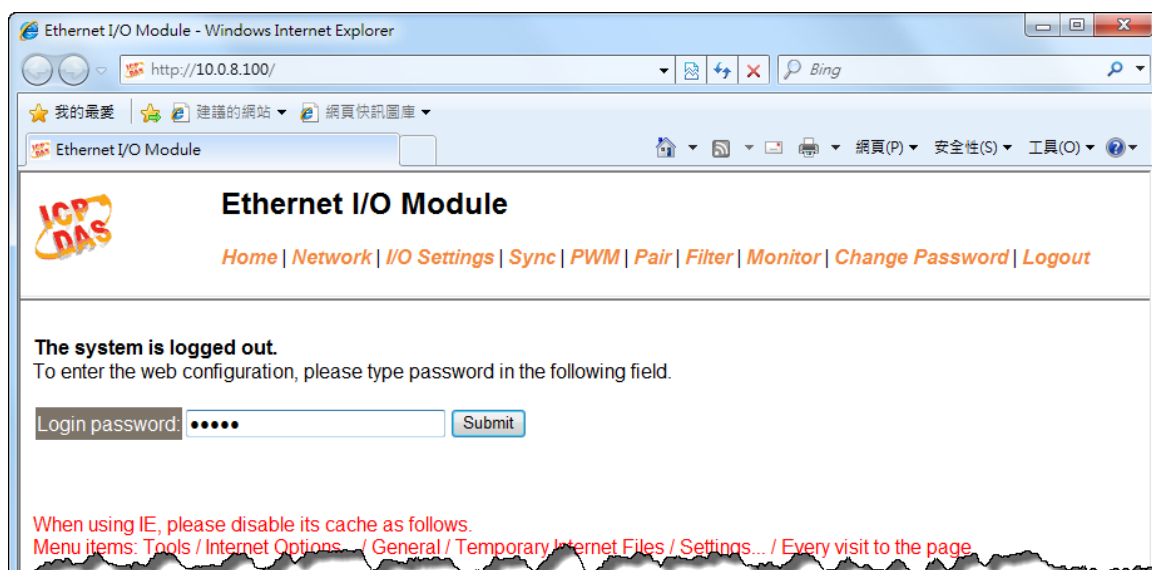 Ethernet I/O Module - Windows Internet Explorer
http://10.0.8.100/
Bing
我的最愛
建議的網站
網頁快訊圖庫
Ethernet I/O Module
網頁(P) 安全性(S) 工具(O)
ICP DAS
Ethernet I/O Module
Home | Network | I/O Settings | Sync | PWM | Pair | Filter | Monitor | Change Password | Logout
The system is logged out.
To enter the web configuration, please type password in the following field.
Login password: ●●●●● Submit
When using IE, please disable its cache as follows.
Menu items: Tools / Internet Options... / General / Temporary Internet Files / Settings... / Every visit to the page